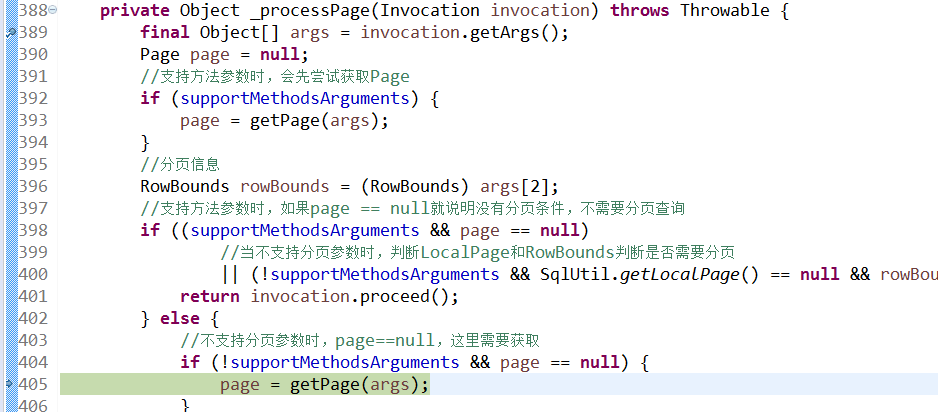 388 private Object _processPage(Invocation invocation) throws Throwable {
389 final Object[] args = invocation.getArgs();
390 Page page = null;
391 //支持方法参数时，会先尝试获取Page
392 if (supportMethodsArguments) {
393 page = getPage(args);
394 }
395 //分页信息
396 RowBounds rowBounds = (RowBounds) args[2];
397 //支持方法参数时，如果page == null就说明没有分页条件，不需要分页查询
398 if ((supportMethodsArguments && page == null)
399 //当不支持分页参数时，判断LocalPage和RowBounds判断是否需要分页
400 || (!supportMethodsArguments && SqlUtil.getLocalPage() == null && rowBou
401 return invocation.proceed();
402 } else {
403 //不支持分页参数时，page==null，这里需要获取
404 if (!supportMethodsArguments && page == null) {
405 page = getPage(args);
406 }